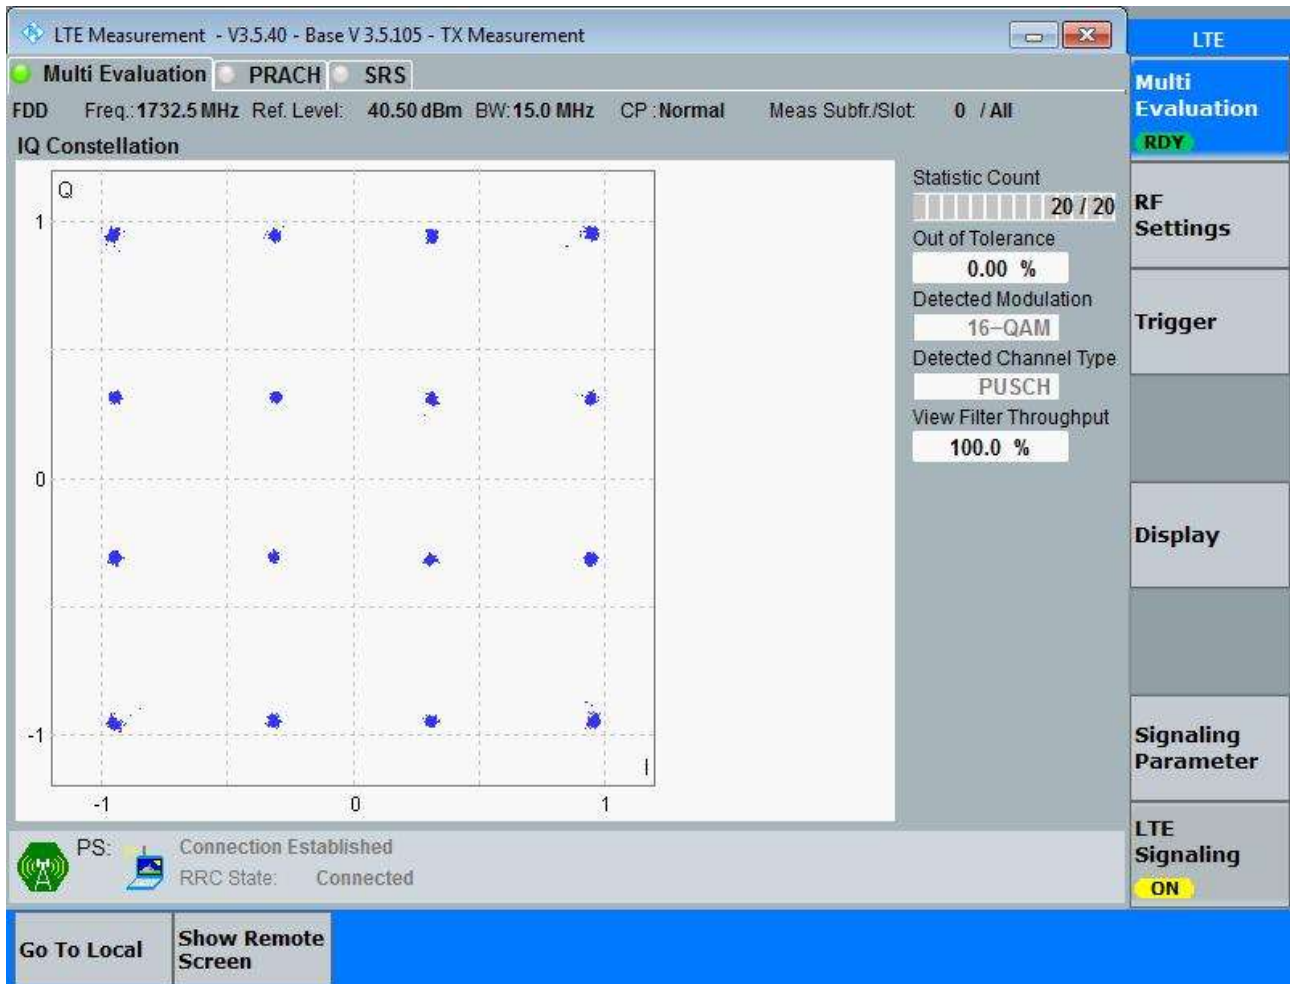 LTE Measurement - V3.5.40 - Base V 3.5.105 - TX Measurement
Multi Evaluation PRACH SRS
FDD Freq.: 1732.5 MHz Ref. Level: 40.50 dBm BW: 15.0 MHz CP : Normal Meas Subfr./Slot: 0 / All
IQ Constellation
Q
1
0
-1
I
-1 0 1
Statistic Count
20 / 20
Out of Tolerance
0.00 %
Detected Modulation
16-QAM
Detected Channel Type
PUSCH
View Filter Throughput
100.0 %
PS: Connection Established
RRC State: Connected
LTE
Multi
Evaluation
RDY
RF
Settings
Trigger
Display
Signaling
Parameter
LTE
Signaling
ON
Go To Local
Show Remote
Screen